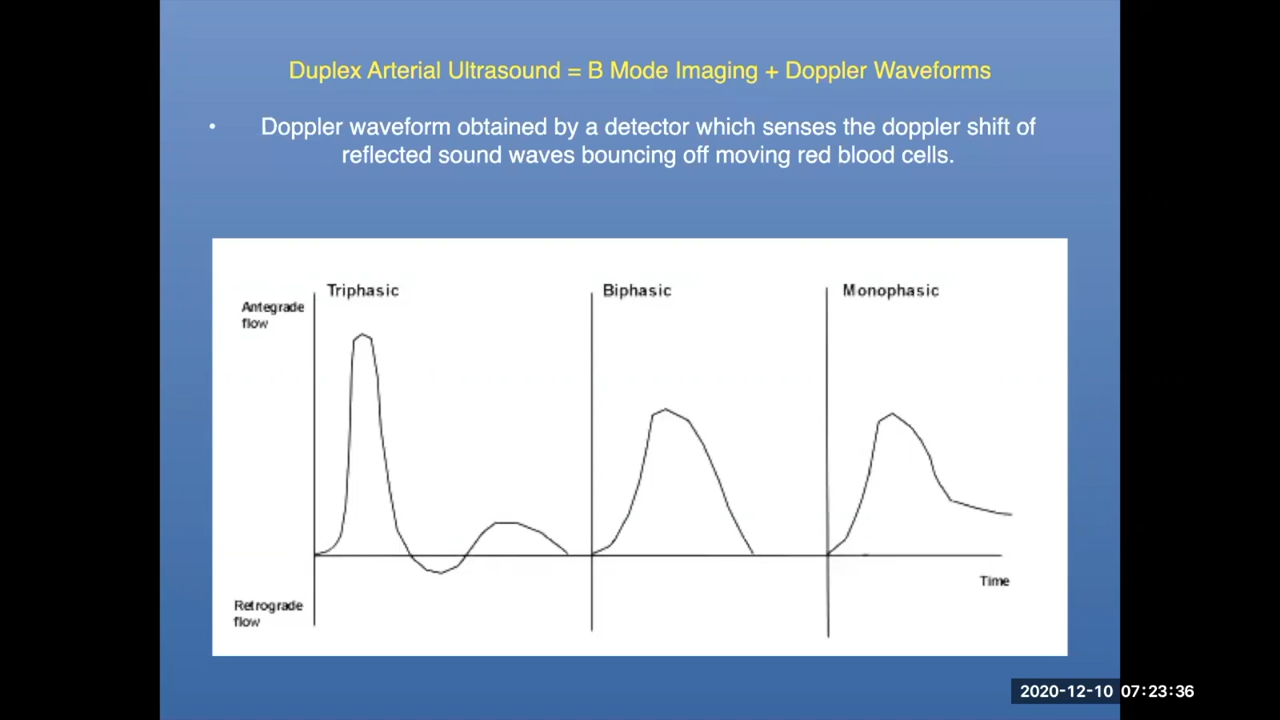 Duplex Arterial Ultrasound = B Mode Imaging + Doppler Waveforms
• Doppler waveform obtained by a detector which senses the doppler shift of
reflected sound waves bouncing off moving red blood cells.
Triphasic
Biphasic
Monophasic
Antegrade
flow
Time
Retrograde
flow
2020-12-10 07:23:36